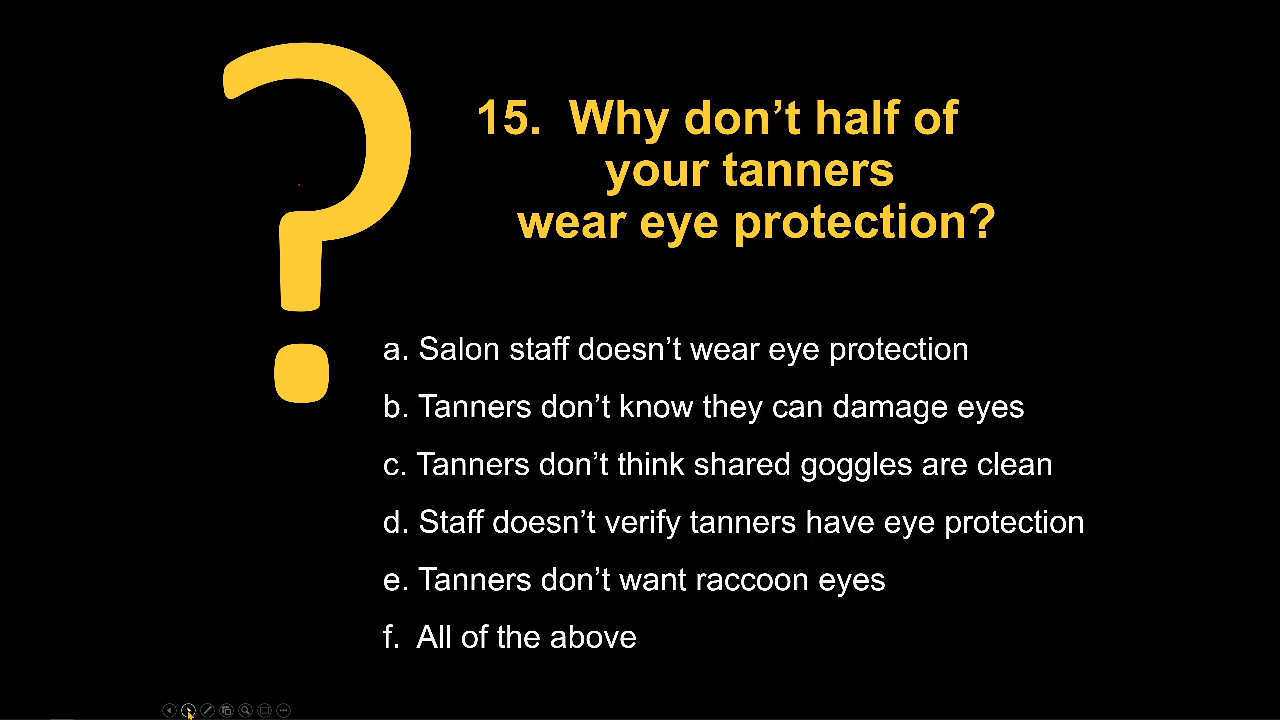 ?
15. Why don’t half of
your tanners
wear eye protection?
a. Salon staff doesn’t wear eye protection
b. Tanners don’t know they can damage eyes
c. Tanners don’t think shared goggles are clean
d. Staff doesn’t verify tanners have eye protection
e. Tanners don’t want raccoon eyes
f. All of the above